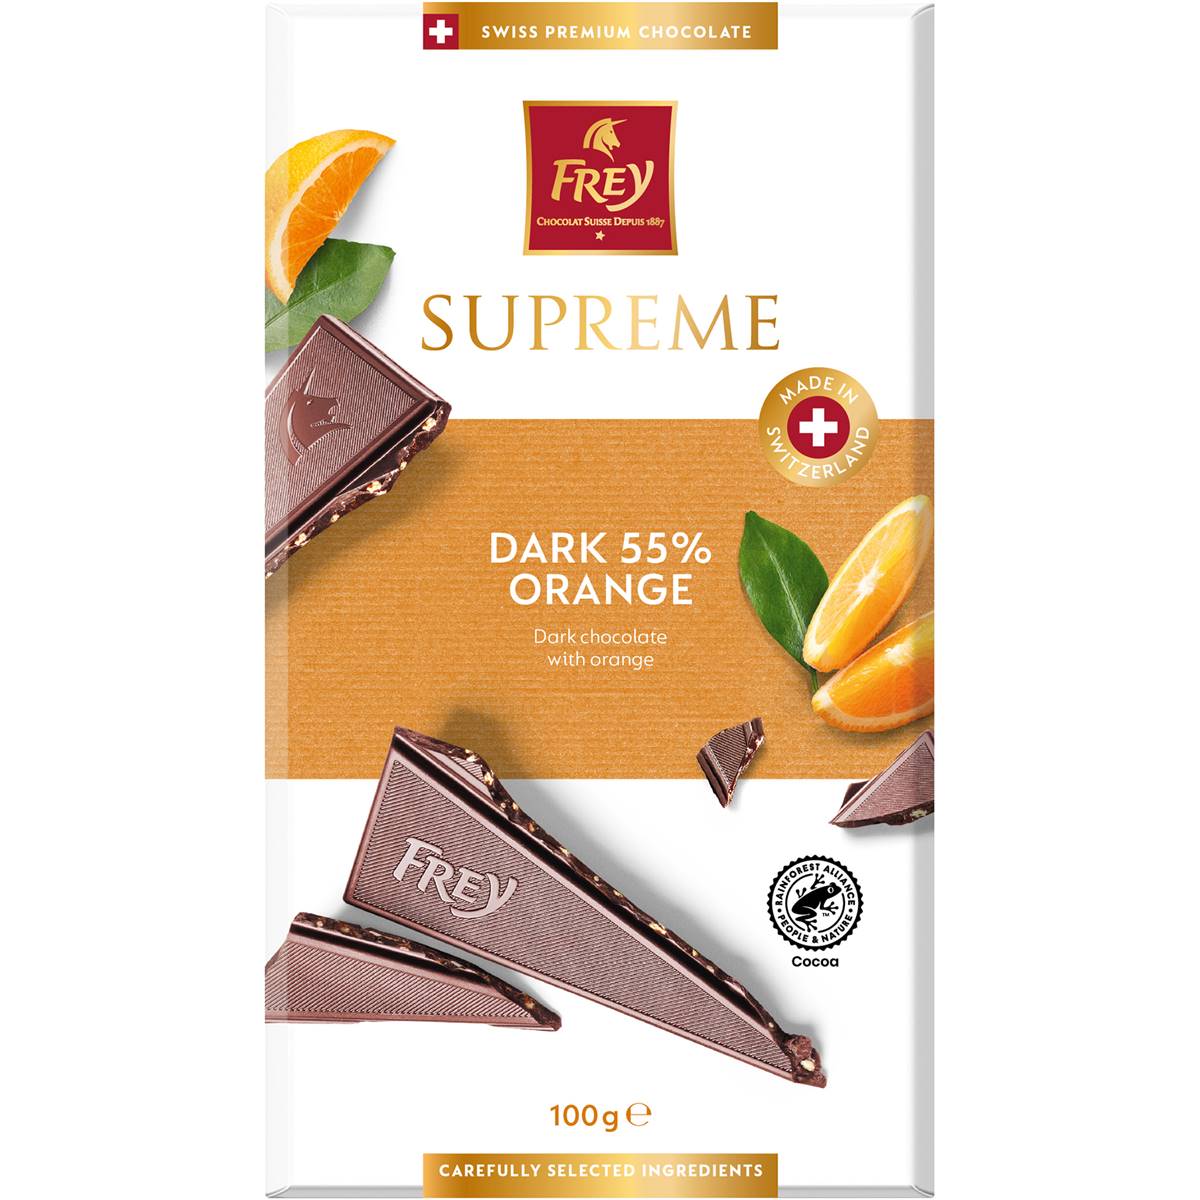 SWISS PREMIUM CHOCOLATE
FREY
CHOCOLAT SUISSE DEPUIS 1887
SUPREME
MADE IN
SWITZERLAND
DARK 55%
ORANGE
Dark chocolate
with orange
FREY
RAINFOREST ALLIANCE
PEOPLE & NATURE
TM
Cocoa
100g ℮
CAREFULLY SELECTED INGREDIENTS